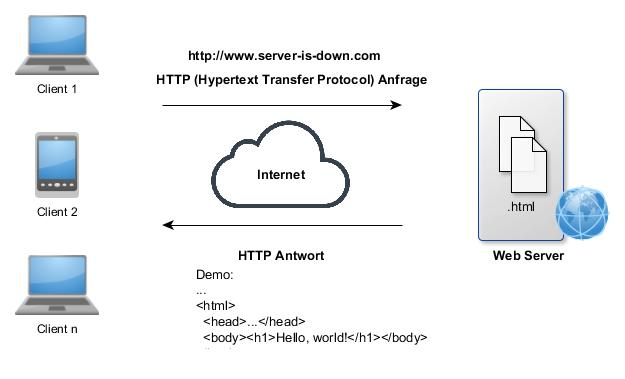 http://www.server-is-down.com
HTTP (Hypertext Transfer Protocol) Anfrage
Client 1
Internet
.html
Client 2
HTTP Antwort
Web Server
Demo:
...
<html>
<head>...</head>
<body><h1>Hello, world!</h1></body>
Client n